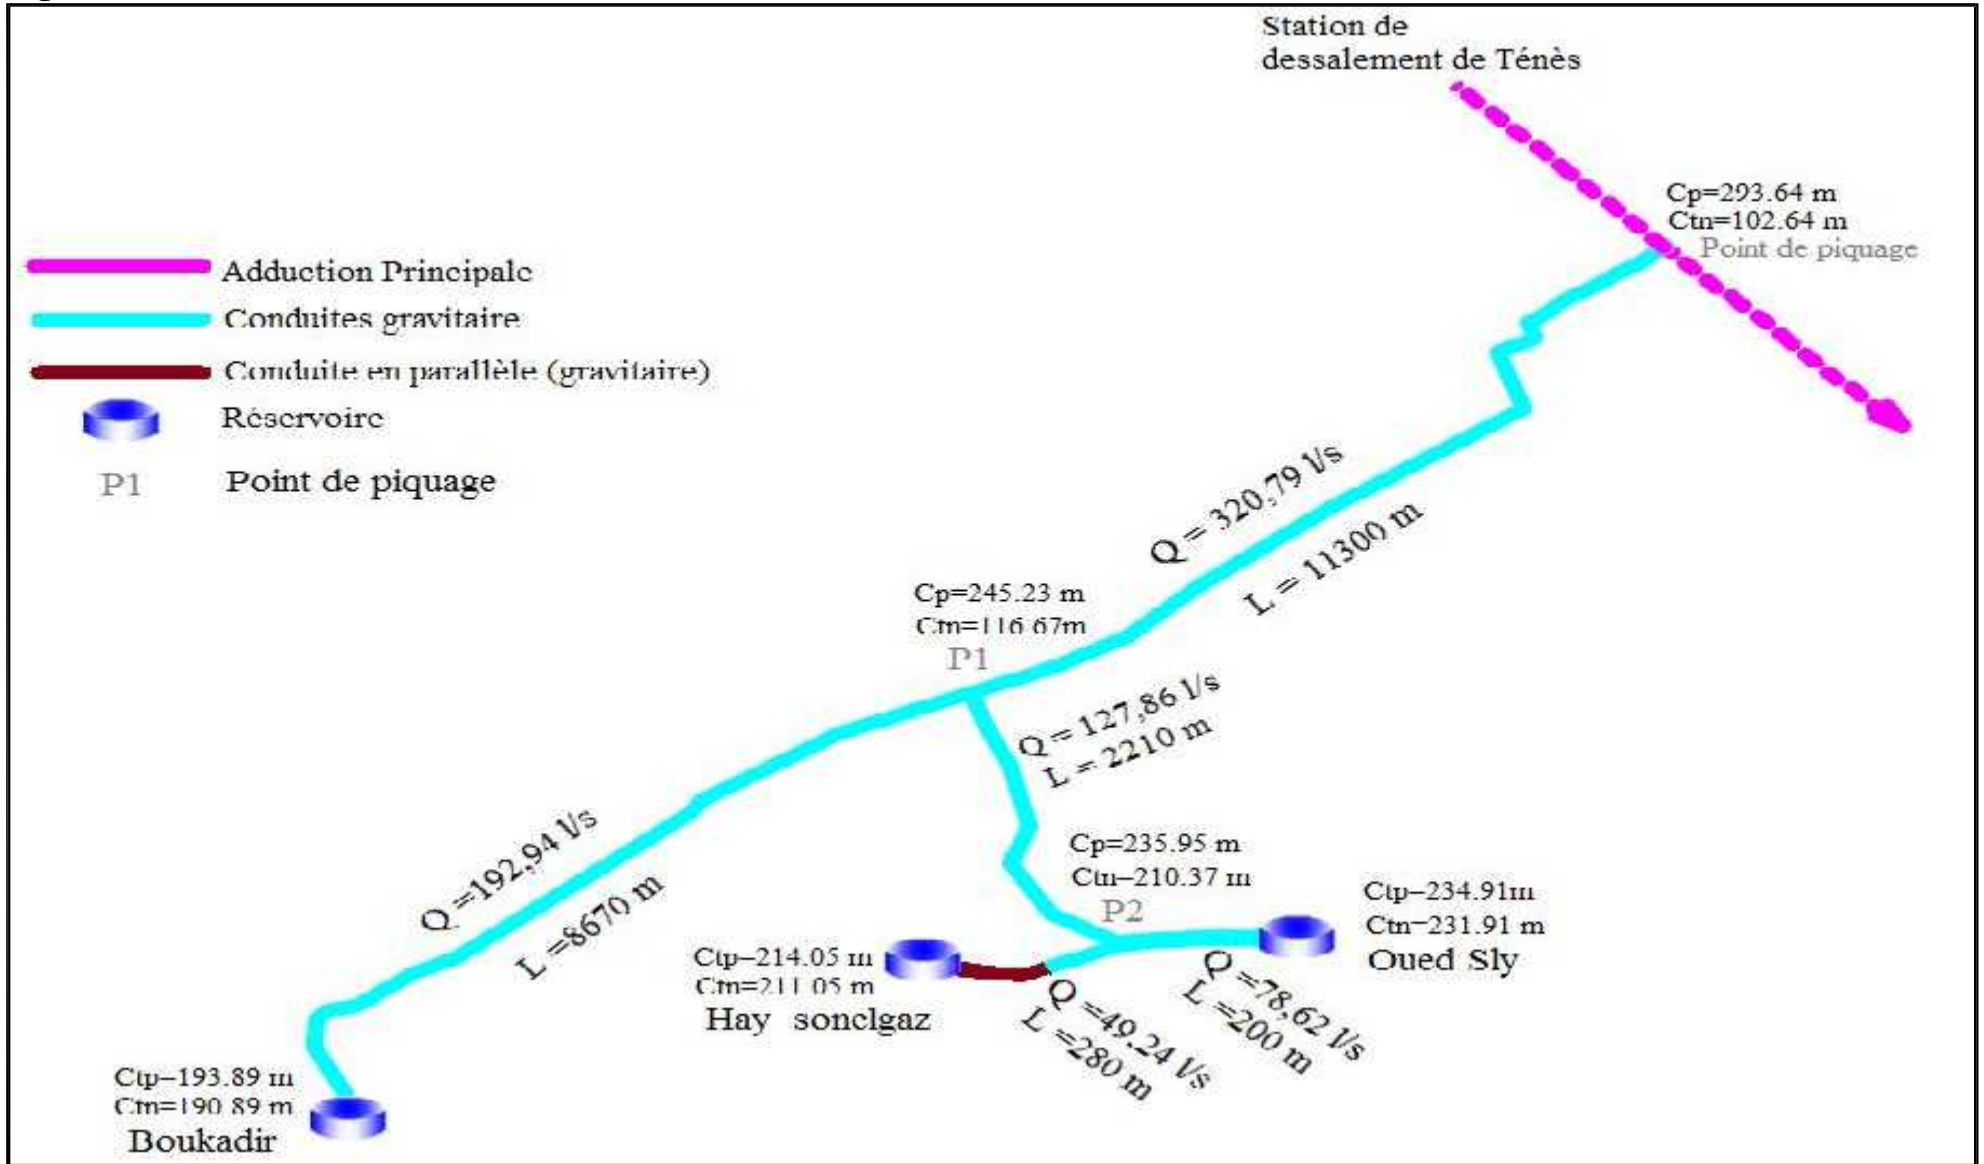 Station de
dessalement de Ténès
Cp=293.64 m
Ctn=102.64 m
Point de piquage
Adduction Principale
Conduites gravitaire
Conduite en parallèle (gravitaire)
Réservoire
P1
Point de piquage
Q = 320,79 l/s
L = 11300 m
Cp=245.23 m
Ctn=116.67m
P1
Q = 127,86 l/s
L = 2210 m
Q =192,94 l/s
L =8670 m
Cp=235.95 m
Ctn=210.37 m
P2
Ctp=234.91m
Ctn=231.91 m
Oued Sly
Ctp=214.05 m
Ctn=211.05 m
Hay sonelgaz
Q =78,62 l/s
L =200 m
Q =49,24 l/s
L =280 m
Ctp=193.89 m
Ctn=190.89 m
Boukadir